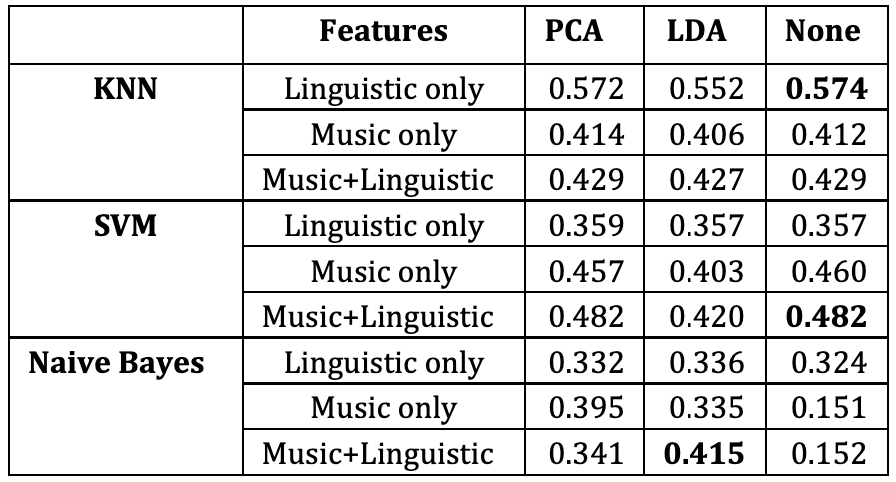 Features PCA LDA None
KNN Linguistic only 0.572 0.552 0.574
Music only 0.414 0.406 0.412
Music+Linguistic 0.429 0.427 0.429
SVM Linguistic only 0.359 0.357 0.357
Music only 0.457 0.403 0.460
Music+Linguistic 0.482 0.420 0.482
Naive Bayes Linguistic only 0.332 0.336 0.324
Music only 0.395 0.335 0.151
Music+Linguistic 0.341 0.415 0.152